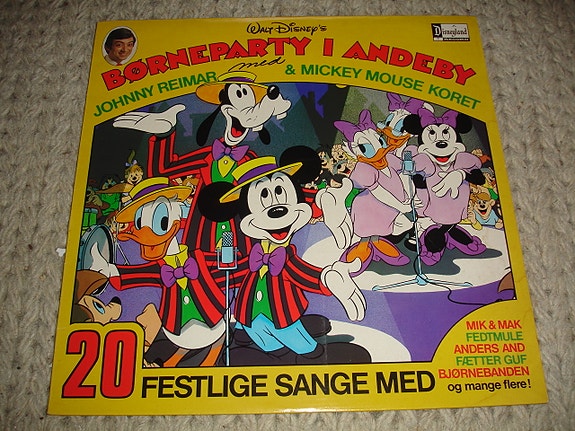 Walt Disney's
Disneyland
BØRNEPARTY I ANDEBY
med
JOHNNY REIMAR & MICKEY MOUSE KORET
MIK & MAK
FEDTMULE
ANDERS AND
FÆTTER GUF
BJØRNEBANDEN
og mange flere!
20 FESTLIGE SANGE MED